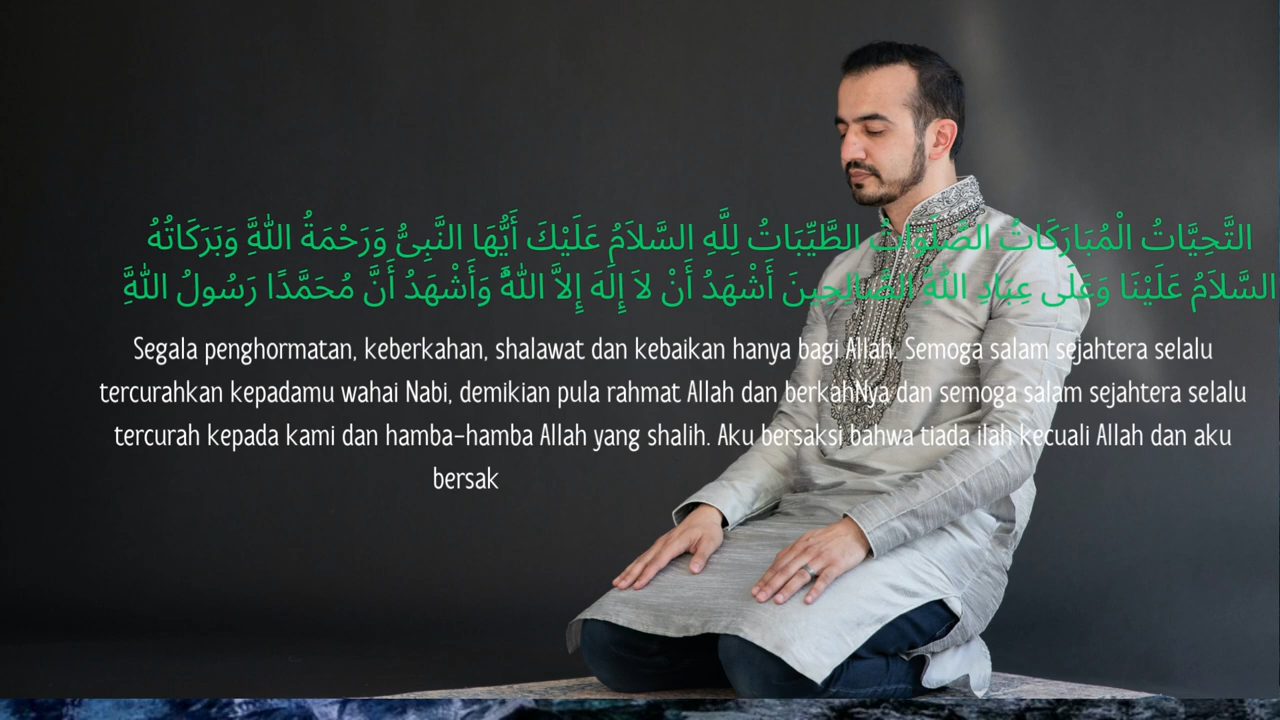 التَّحِيَّاتُ الْمُبَارَكَاتُ الصَّلَوَاتُ الطَّيِّبَاتُ لِلَّهِ السَّلاَمُ عَلَيْكَ أَيُّهَا النَّبِىُّ وَرَحْمَةُ اللَّهِ وَبَرَكَاتُهُ
السَّلاَمُ عَلَيْنَا وَعَلَى عِبَادِ اللَّهِ الصَّالِحِينَ أَشْهَدُ أَنْ لاَ إِلَهَ إِلاَّ اللَّهُ وَأَشْهَدُ أَنَّ مُحَمَّدًا رَسُولُ اللَّهِ
Segala penghormatan, keberkahan, shalawat dan kebaikan hanya bagi Allah. Semoga salam sejahtera selalu
tercurahkan kepadamu wahai Nabi, demikian pula rahmat Allah dan berkahNya dan semoga salam sejahtera selalu
tercurah kepada kami dan hamba-hamba Allah yang shalih. Aku bersaksi bahwa tiada ilah kecuali Allah dan aku
bersak